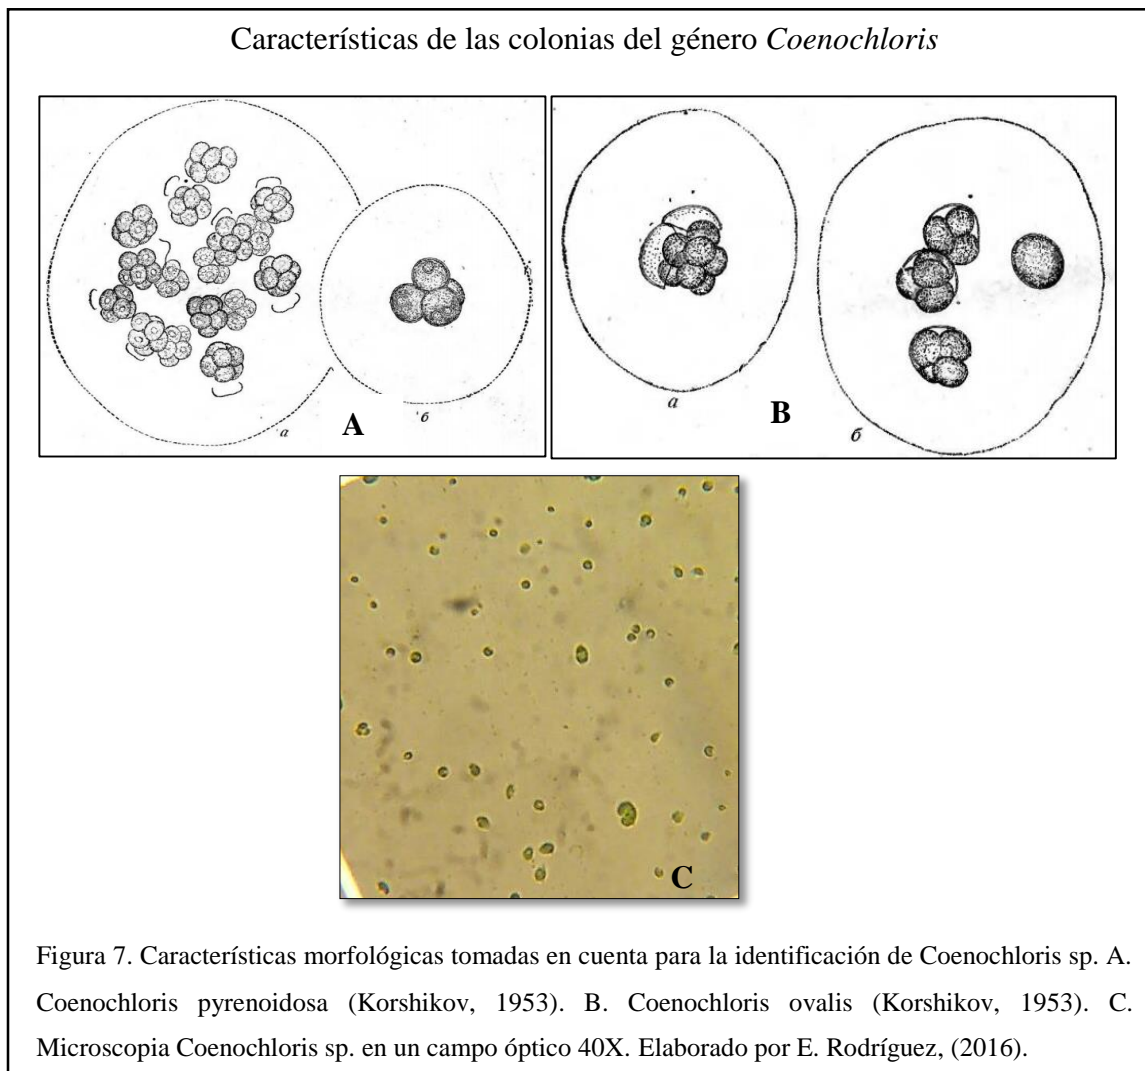 Características de las colonias del género Coenochloris
а
A
б
а
B
б
C
Figura 7. Características morfológicas tomadas en cuenta para la identificación de Coenochloris sp. A.
Coenochloris pyrenoidosa (Korshikov, 1953). B. Coenochloris ovalis (Korshikov, 1953). C.
Microscopia Coenochloris sp. en un campo óptico 40X. Elaborado por E. Rodríguez, (2016).